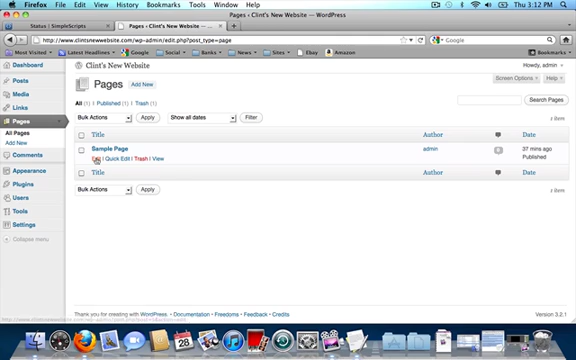 Firefox File Edit View History Bookmarks Tools Window Help
Thu 3:12 PM
Pages ‹ Clint's New Website — WordPress
Status | SimpleScripts
Pages ‹ Clint's New Website — W...
http://www.clintsnewwebsite.com/wp-admin/edit.php?post_type=page
Google
Most Visited Latest Headlines Google Social Banks News Sites Ebay Amazon Bookmarks
Dashboard
Posts
Media
Links
Pages
All Pages
Add New
Comments
Appearance
Plugins
Users
Tools
Settings
Collapse menu
Clint's New Website
Howdy, admin
Pages Add New
Screen Options Help
All (1) | Published (1) | Trash (1)
Search Pages
Bulk Actions Apply Show all dates Filter
1 item
Title Author Date
Sample Page admin 0 37 mins ago
Published
Edit | Quick Edit | Trash | View
Title Author Date
Bulk Actions Apply
1 item
Thank you for creating with WordPress. • Documentation • Freedoms • Feedback • Credits
Version 3.2.1
28